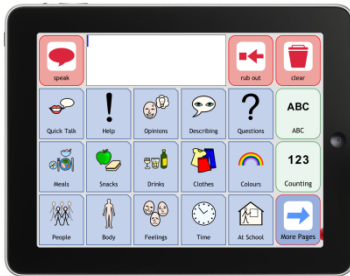 speak
rub out
clear
Quick Talk
Help
Opinions
Describing
Questions
ABC
ABC
Meals
Snacks
Drinks
Clothes
Colours
123
Counting
People
Body
Feelings
Time
At School
More Pages